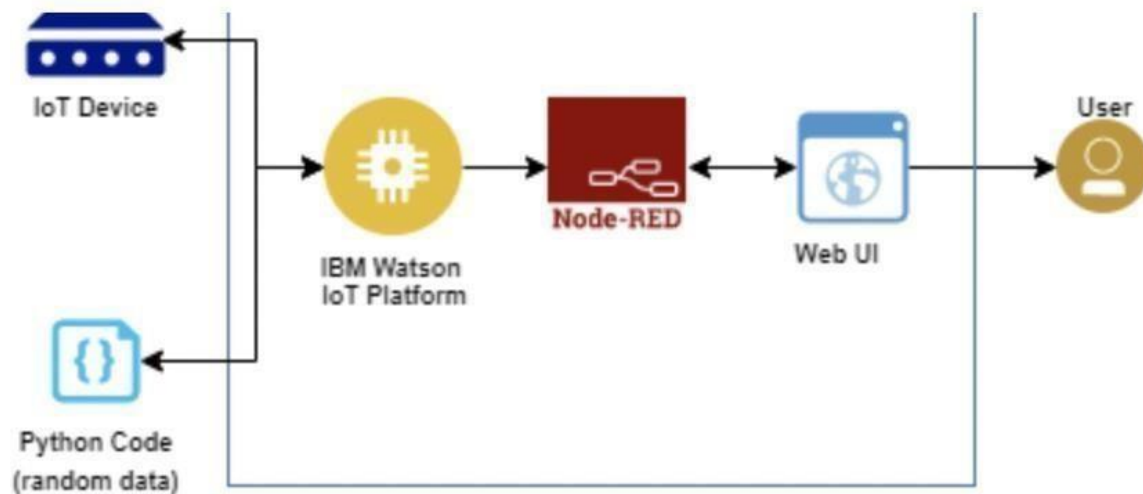 IoT Device
User
Node-RED
Web UI
IBM Watson
IoT Platform
{}
Python Code
(random data)